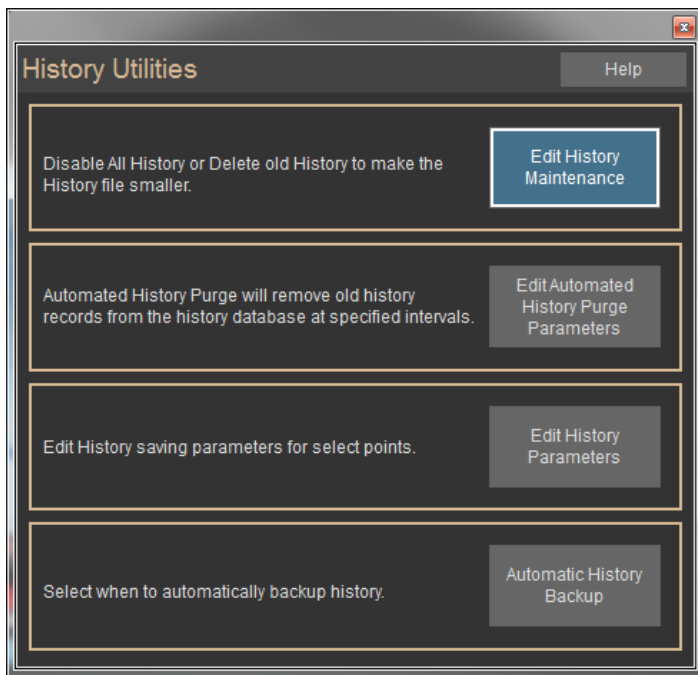 History Utilities
Help
Disable All History or Delete old History to make the
History file smaller.
Edit History
Maintenance
Automated History Purge will remove old history
records from the history database at specified intervals.
Edit Automated
History Purge
Parameters
Edit History saving parameters for select points.
Edit History
Parameters
Select when to automatically backup history.
Automatic History
Backup